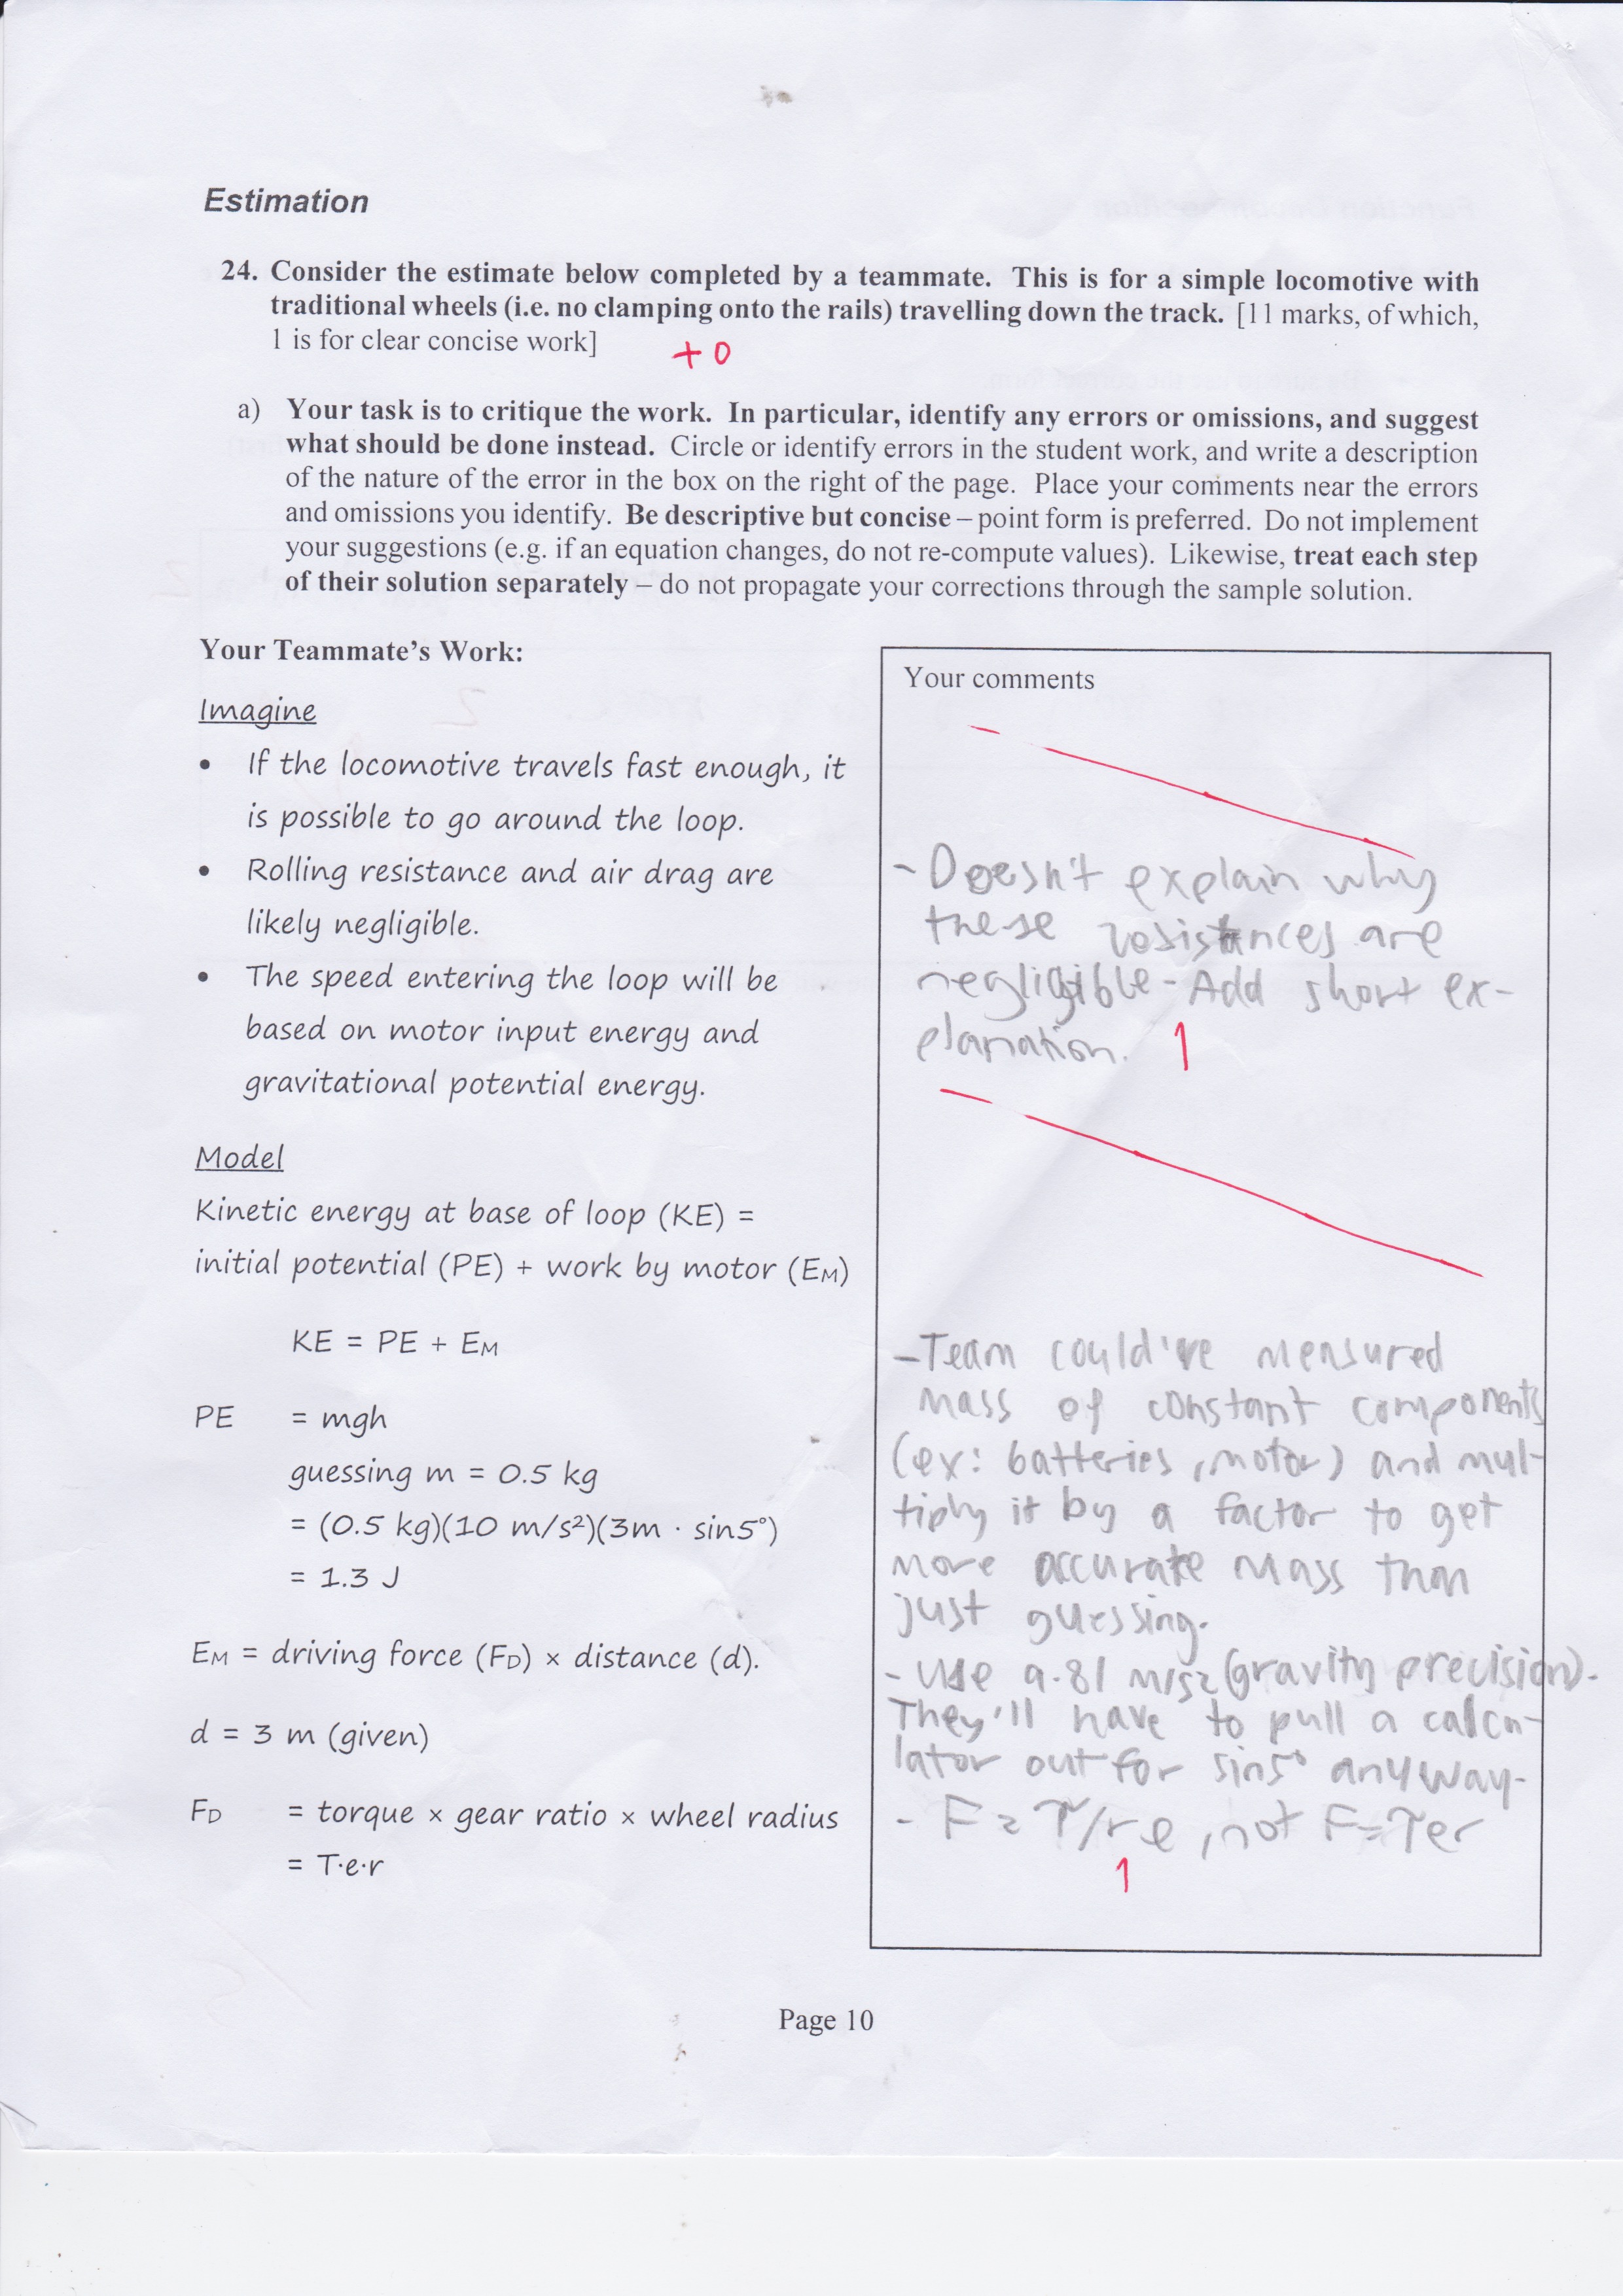 Estimation
24. Consider the estimate below completed by a teammate. This is for a simple locomotive with
traditional wheels (i.e. no clamping onto the rails) travelling down the track. [11 marks, of which,
1 is for clear concise work]
+0
a) Your task is to critique the work. In particular, identify any errors or omissions, and suggest
what should be done instead. Circle or identify errors in the student work, and write a description
of the nature of the error in the box on the right of the page. Place your comments near the errors
and omissions you identify. Be descriptive but concise – point form is preferred. Do not implement
your suggestions (e.g. if an equation changes, do not re-compute values). Likewise, treat each step
of their solution separately – do not propagate your corrections through the sample solution.
Your Teammate's Work:
Imagine
• If the locomotive travels fast enough, it
is possible to go around the loop.
• Rolling resistance and air drag are
likely negligible.
• The speed entering the loop will be
based on motor input energy and
gravitational potential energy.
Model
Kinetic energy at base of loop (KE) =
initial potential (PE) + work by motor (EM)
KE = PE + EM
PE = mgh
guessing m = 0.5 kg
= (0.5 kg)(10 m/s²)(3m · sin5°)
= 1.3 J
EM = driving force (FD) × distance (d).
d = 3 m (given)
FD = torque × gear ratio × wheel radius
= T·e·r
Your comments
- Doesn't explain why
these resistances are
negligible - Add short ex-
planation.
1
- Team could've measured
mass of constant components
(ex: batteries, motor) and mul-
tiply it by a factor to get
more accurate mass than
just guessing.
- Use 9.81 m/s2 (gravity precision).
They'll have to pull a calcu-
lator out for sin5° anyway.
- F = T/re, not F=Ter
1
Page 10